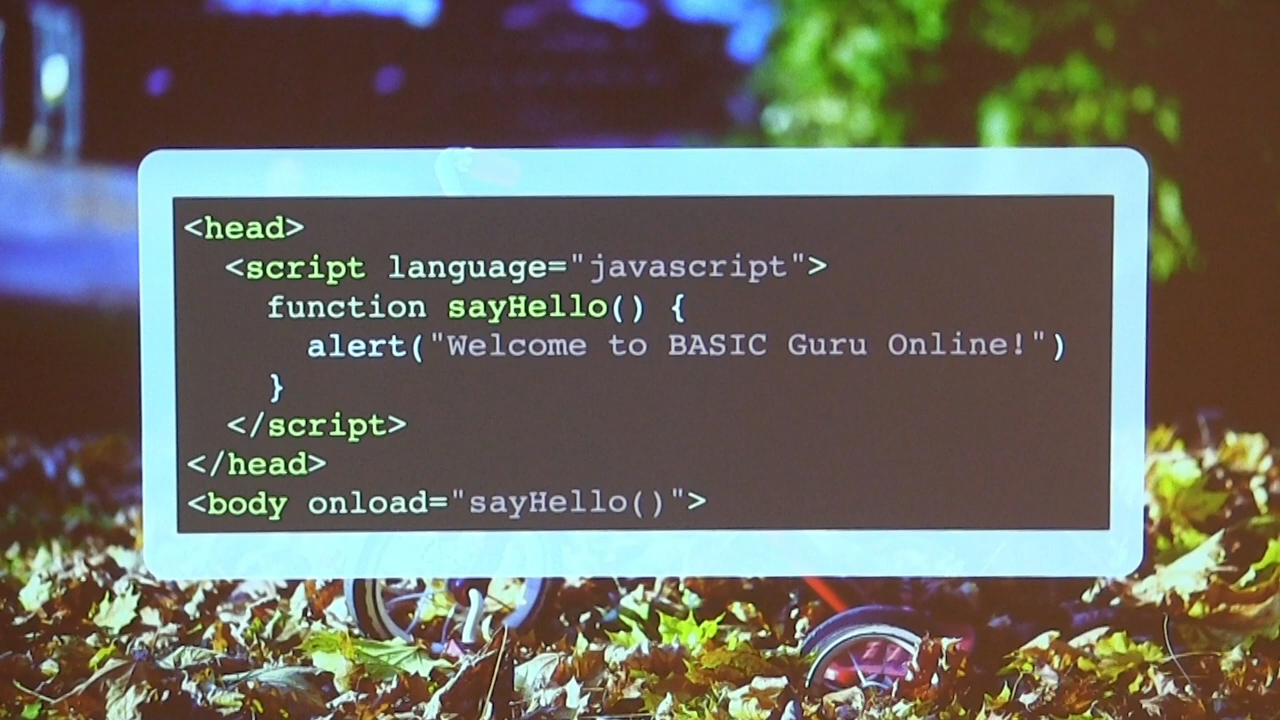 <head>
<script language="javascript">
function sayHello() {
alert("Welcome to BASIC Guru Online!")
}
</script>
</head>
<body onload="sayHello()">